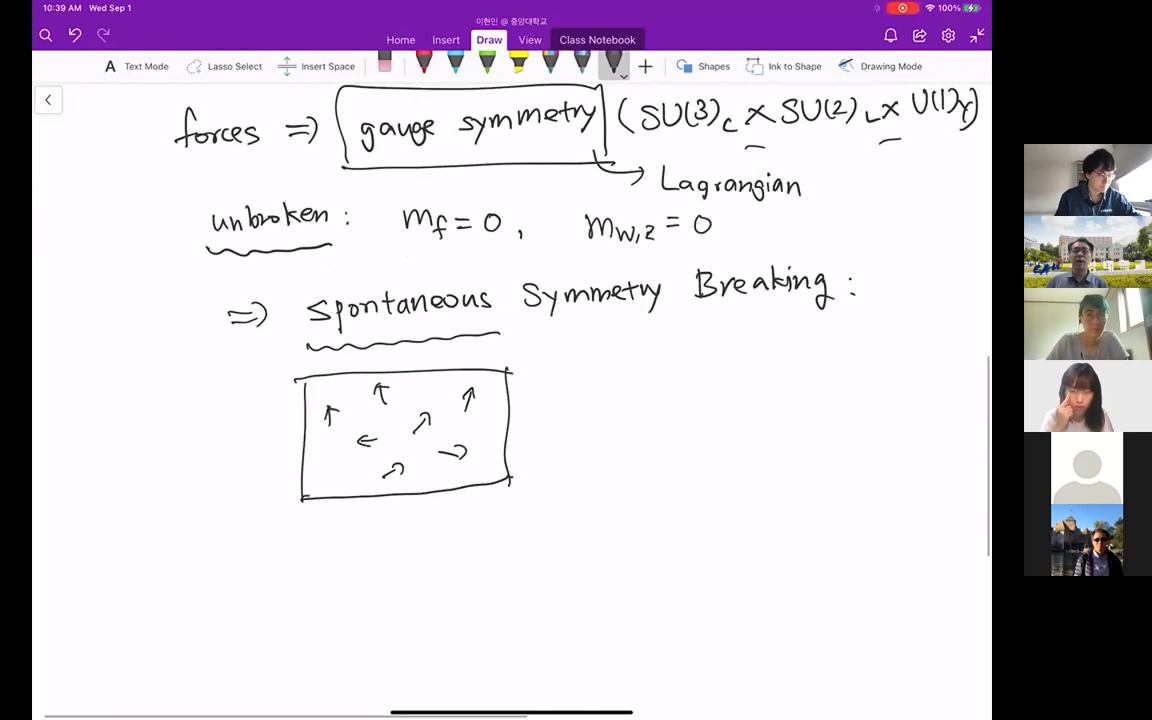 10:39 AM Wed Sep 1
100%
이현민 @ 중앙대학교
Home Insert Draw View Class Notebook
Text Mode Lasso Select Insert Space Shapes Ink to Shape Drawing Mode
forces ⇒ gauge symmetry (SU(3)c × SU(2)L × U(1)Y)
Lagrangian
unbroken : mf = 0 , mW,Z = 0
⇒ spontaneous Symmetry Breaking :